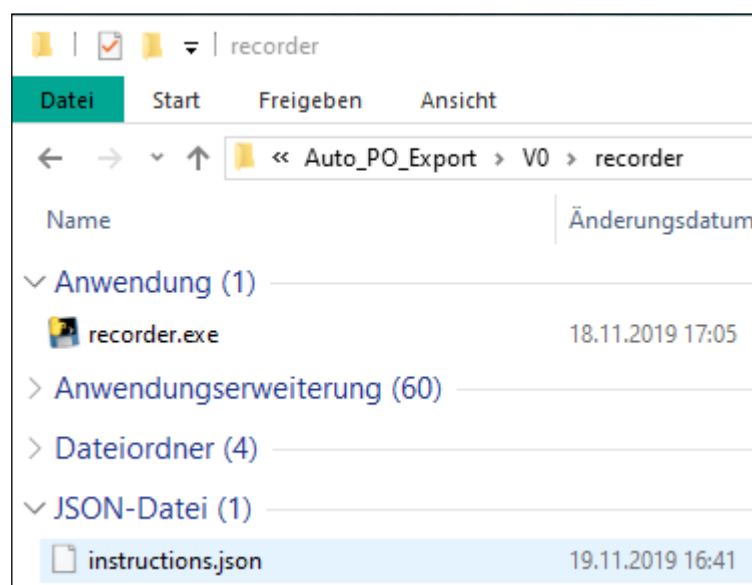 recorder
Datei Start Freigeben Ansicht
« Auto_PO_Export > V0 > recorder
Name Änderungsdatum
Anwendung (1)
recorder.exe 18.11.2019 17:05
Anwendungserweiterung (60)
Dateiordner (4)
JSON-Datei (1)
instructions.json 19.11.2019 16:41